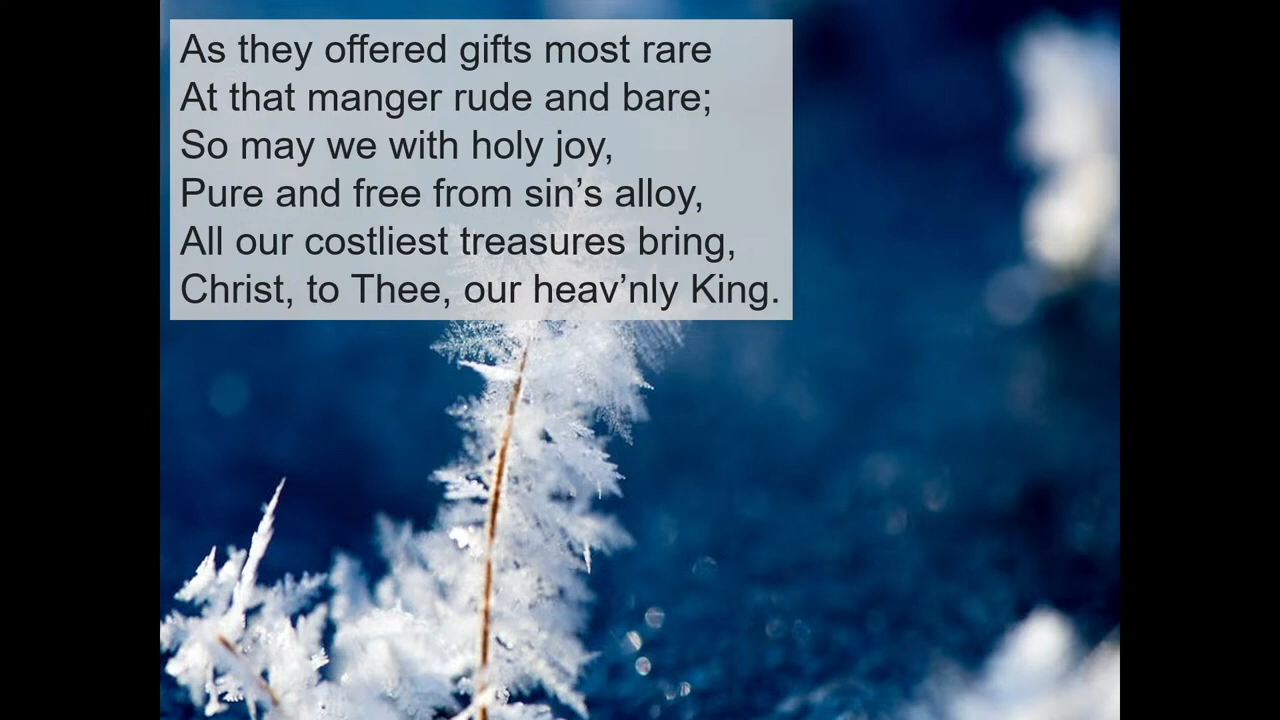 As they offered gifts most rare
At that manger rude and bare;
So may we with holy joy,
Pure and free from sin’s alloy,
All our costliest treasures bring,
Christ, to Thee, our heav’nly King.